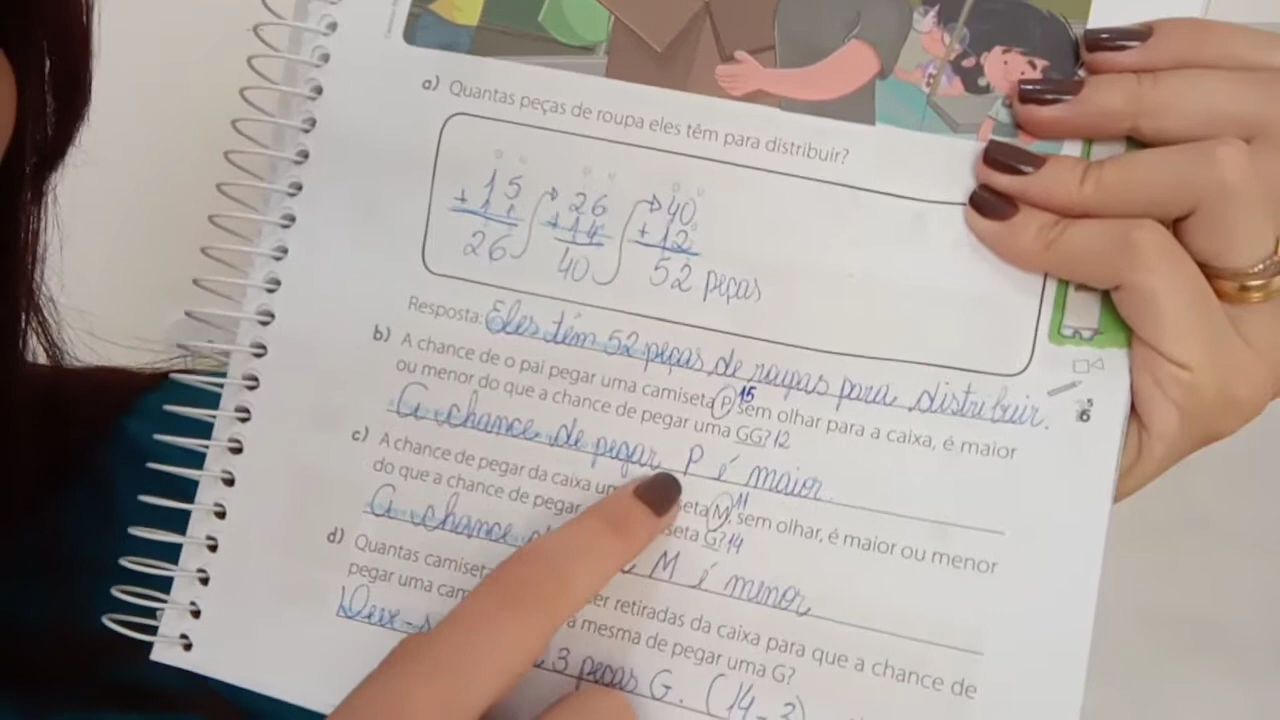 a) Quantas peças de roupa eles têm para distribuir?
15 26 40
+ 11 + 14 + 12
26 40 52 peças
Resposta: Eles têm 52 peças de roupas para distribuir.
b) A chance de o pai pegar uma camiseta P, 15 sem olhar para a caixa, é maior
ou menor do que a chance de pegar uma GG? 12
A chance de pegar P é maior.
c) A chance de pegar da caixa seta M, 11 sem olhar, é maior ou menor
do que a chance de pegar seta G? 14
A chance M é menor
d) Quantas camiset er retiradas da caixa para que a chance de
pegar uma a mesma de pegar uma G?
Deve-s 3 peças G. (14-3)